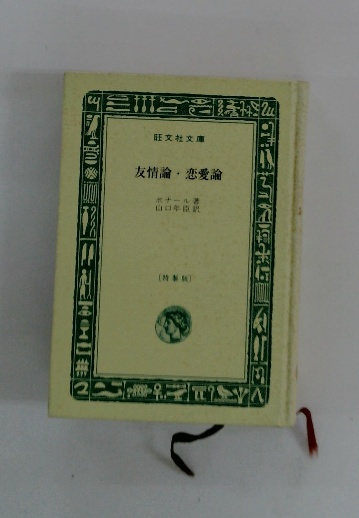 旺文社文庫
友情論・恋愛論
ボナール著
山口年臣訳
〔特製版〕